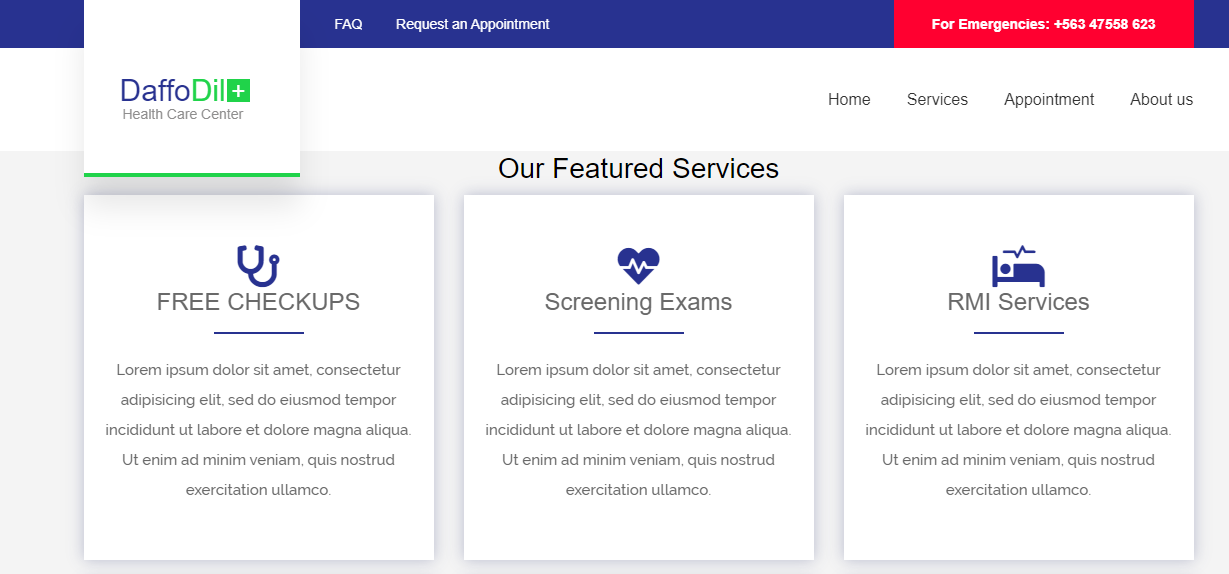 FAQ Request an Appointment For Emergencies: +563 47558 623
DaffoDil+
Health Care Center
Home Services Appointment About us
Our Featured Services
FREE CHECKUPS
Lorem ipsum dolor sit amet, consectetur
adipisicing elit, sed do eiusmod tempor
incididunt ut labore et dolore magna aliqua.
Ut enim ad minim veniam, quis nostrud
exercitation ullamco.
Screening Exams
Lorem ipsum dolor sit amet, consectetur
adipisicing elit, sed do eiusmod tempor
incididunt ut labore et dolore magna aliqua.
Ut enim ad minim veniam, quis nostrud
exercitation ullamco.
RMI Services
Lorem ipsum dolor sit amet, consectetur
adipisicing elit, sed do eiusmod tempor
incididunt ut labore et dolore magna aliqua.
Ut enim ad minim veniam, quis nostrud
exercitation ullamco.